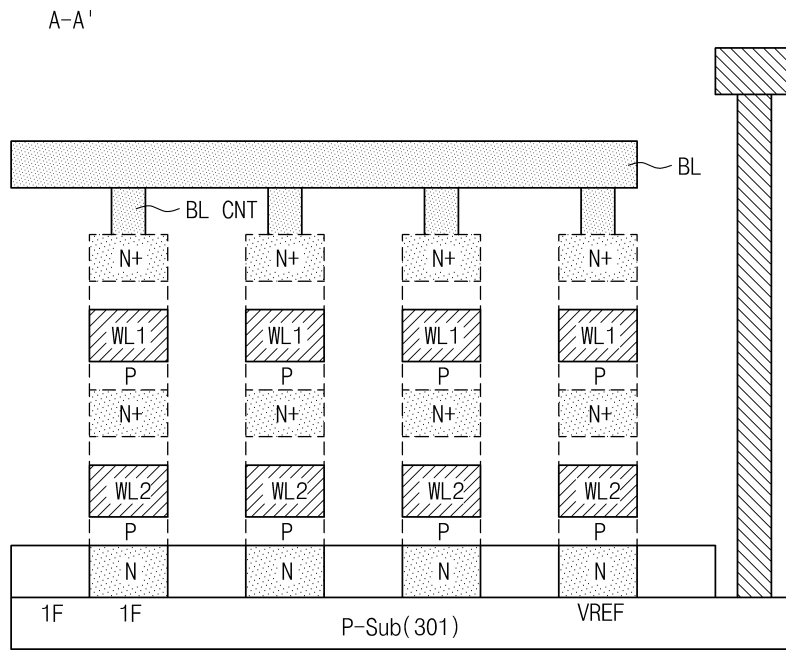 A-A'
BL
BL CNT
N+ N+ N+ N+
WL1 WL1 WL1 WL1
P P P P
N+ N+ N+ N+
WL2 WL2 WL2 WL2
P P P P
N N N N
1F 1F VREF
P-Sub(301)